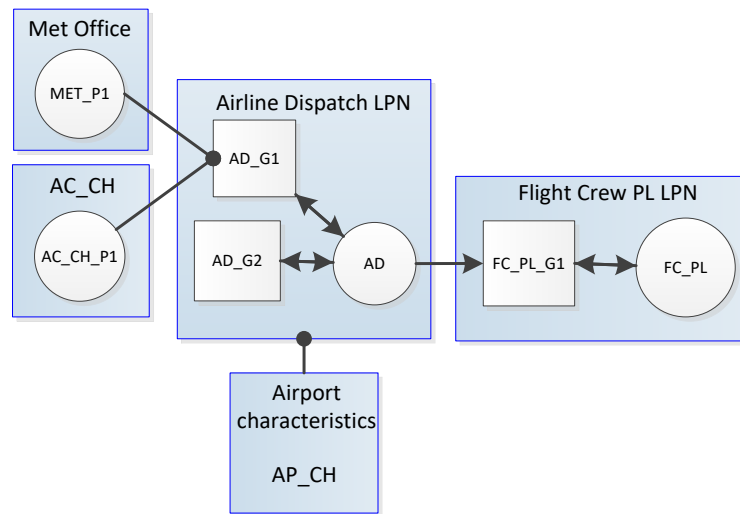 Met Office
MET_P1
AC_CH
AC_CH_P1
Airline Dispatch LPN
AD_G1
AD_G2
AD
Flight Crew PL LPN
FC_PL_G1
FC_PL
Airport
characteristics
AP_CH